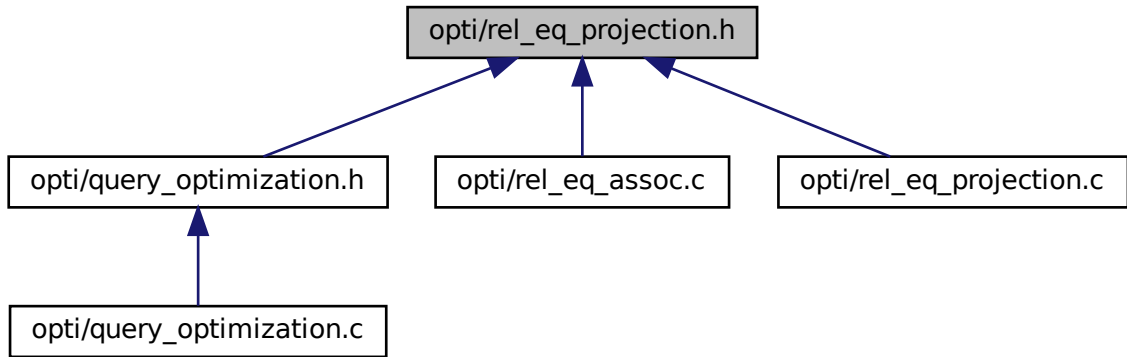 opti/rel_eq_projection.h
opti/query_optimization.h
opti/rel_eq_assoc.c
opti/rel_eq_projection.c
opti/query_optimization.c